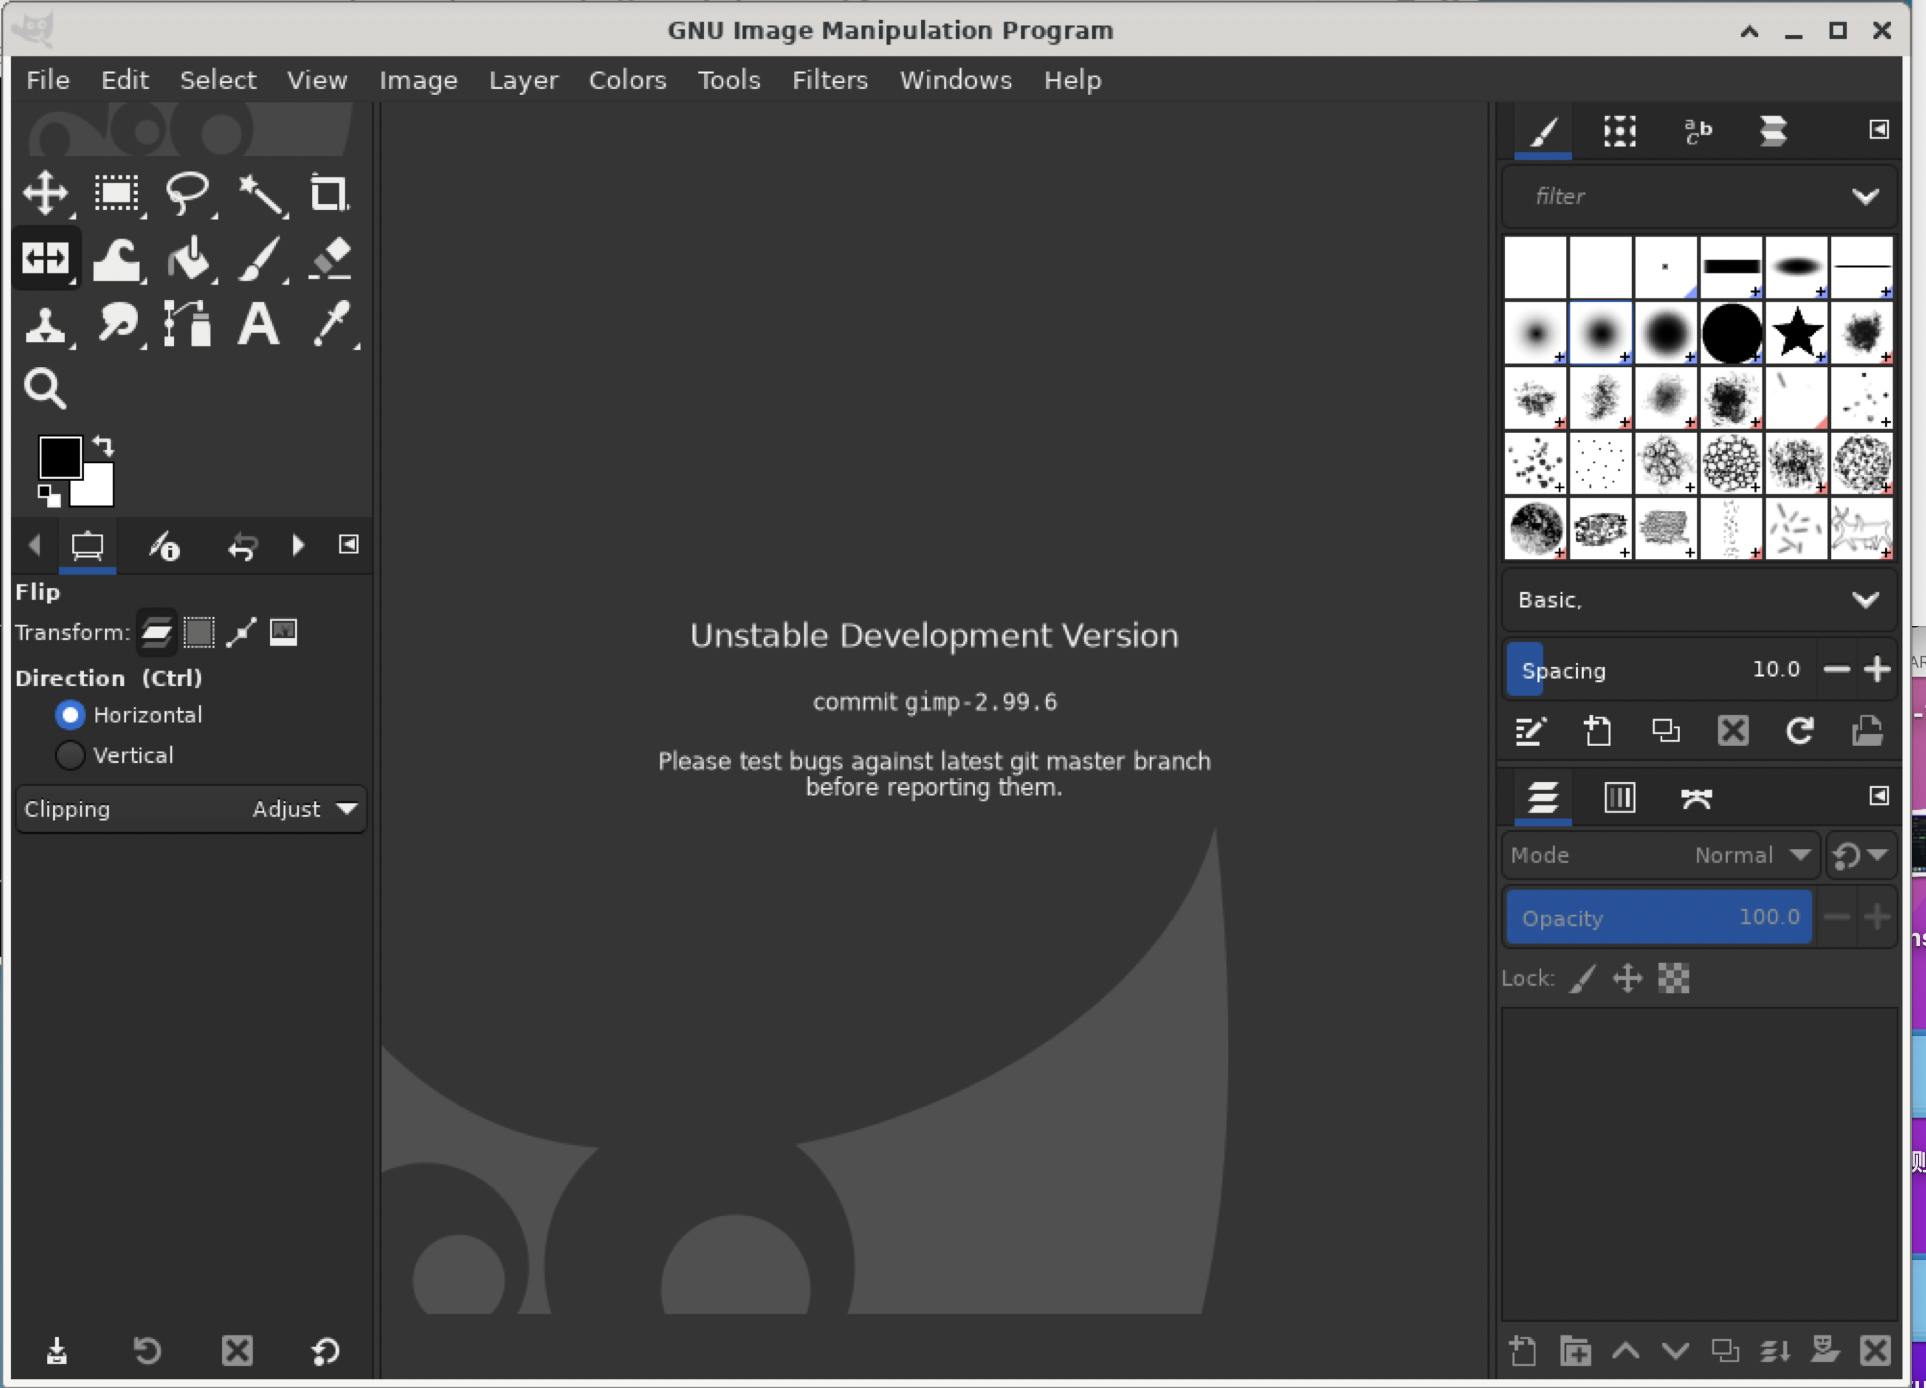 GNU Image Manipulation Program
File Edit Select View Image Layer Colors Tools Filters Windows Help
filter
Unstable Development Version
commit gimp-2.99.6
Please test bugs against latest git master branch
before reporting them.
Flip
Transform:
Direction (Ctrl)
Horizontal
Vertical
Clipping Adjust
Basic,
Spacing 10.0
Mode Normal
Opacity 100.0
Lock: